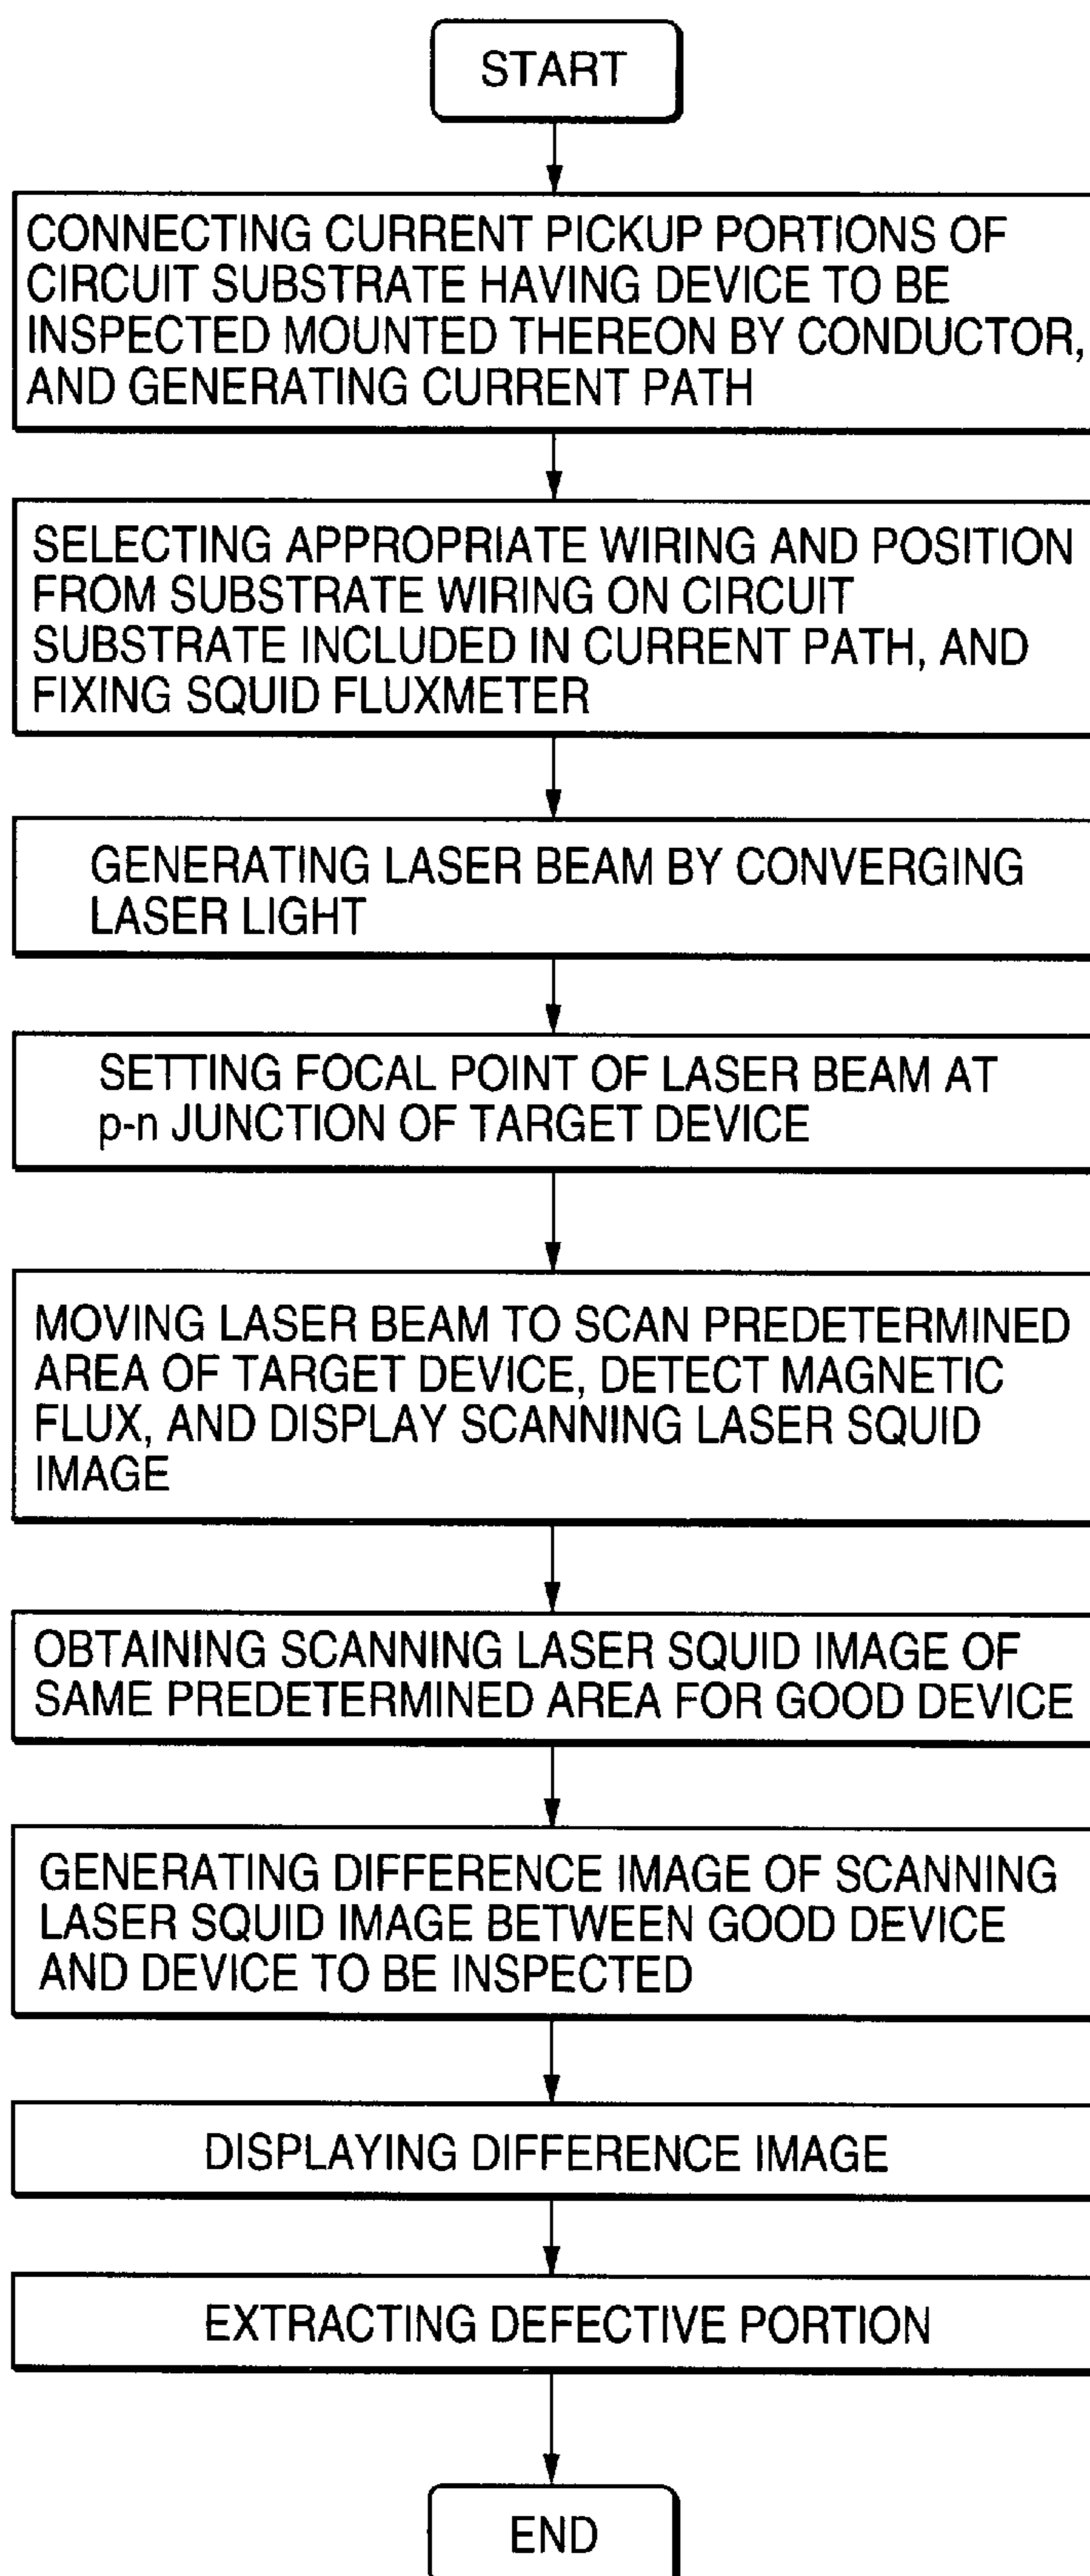 START
CONNECTING CURRENT PICKUP PORTIONS OF
CIRCUIT SUBSTRATE HAVING DEVICE TO BE
INSPECTED MOUNTED THEREON BY CONDUCTOR,
AND GENERATING CURRENT PATH
SELECTING APPROPRIATE WIRING AND POSITION
FROM SUBSTRATE WIRING ON CIRCUIT
SUBSTRATE INCLUDED IN CURRENT PATH, AND
FIXING SQUID FLUXMETER
GENERATING LASER BEAM BY CONVERGING
LASER LIGHT
SETTING FOCAL POINT OF LASER BEAM AT
p-n JUNCTION OF TARGET DEVICE
MOVING LASER BEAM TO SCAN PREDETERMINED
AREA OF TARGET DEVICE, DETECT MAGNETIC
FLUX, AND DISPLAY SCANNING LASER SQUID
IMAGE
OBTAINING SCANNING LASER SQUID IMAGE OF
SAME PREDETERMINED AREA FOR GOOD DEVICE
GENERATING DIFFERENCE IMAGE OF SCANNING
LASER SQUID IMAGE BETWEEN GOOD DEVICE
AND DEVICE TO BE INSPECTED
DISPLAYING DIFFERENCE IMAGE
EXTRACTING DEFECTIVE PORTION
END